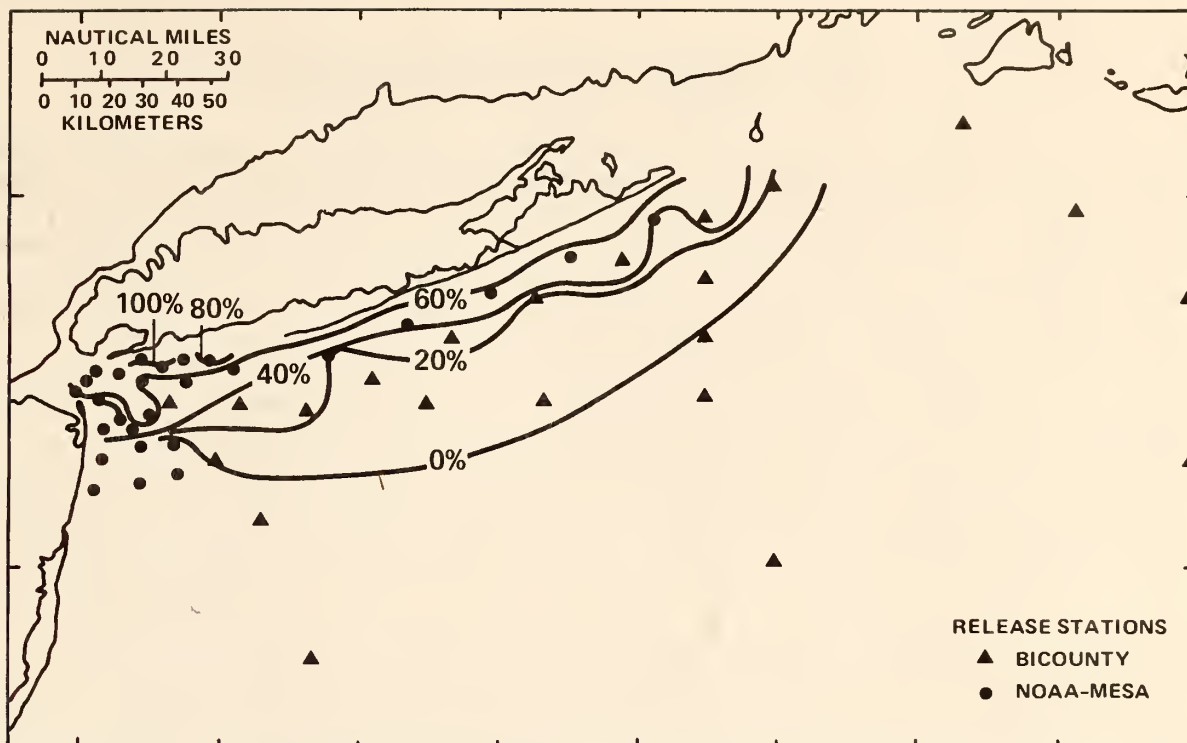 NAUTICAL MILES
0 10 20 30
0 10 20 30 40 50
KILOMETERS
100% 80%
60%
20%
40%
0%
RELEASE STATIONS
BICOUNTY
NOAA-MESA